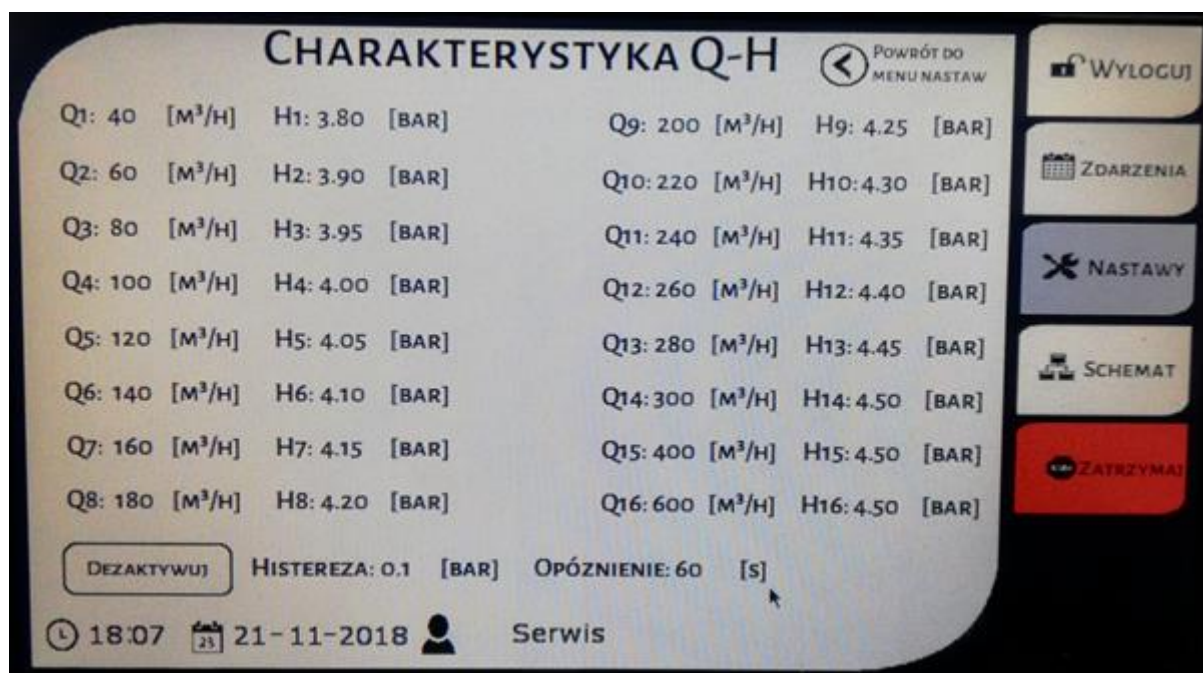 CHARAKTERYSTYKA Q-H
POWRÓT DO
MENU NASTAW
Q1: 40 [M³/H] H1: 3.80 [BAR]
Q2: 60 [M³/H] H2: 3.90 [BAR]
Q3: 80 [M³/H] H3: 3.95 [BAR]
Q4: 100 [M³/H] H4: 4.00 [BAR]
Q5: 120 [M³/H] H5: 4.05 [BAR]
Q6: 140 [M³/H] H6: 4.10 [BAR]
Q7: 160 [M³/H] H7: 4.15 [BAR]
Q8: 180 [M³/H] H8: 4.20 [BAR]
Q9: 200 [M³/H] H9: 4.25 [BAR]
Q10: 220 [M³/H] H10: 4.30 [BAR]
Q11: 240 [M³/H] H11: 4.35 [BAR]
Q12: 260 [M³/H] H12: 4.40 [BAR]
Q13: 280 [M³/H] H13: 4.45 [BAR]
Q14: 300 [M³/H] H14: 4.50 [BAR]
Q15: 400 [M³/H] H15: 4.50 [BAR]
Q16: 600 [M³/H] H16: 4.50 [BAR]
DEZAKTYWUJ HISTEREZA: 0.1 [BAR] OPÓZNIENIE: 60 [S]
18:07 23 21-11-2018 Serwis
WYLOGUJ
ZDARZENIA
NASTAWY
SCHEMAT
ZATRZYMAJ